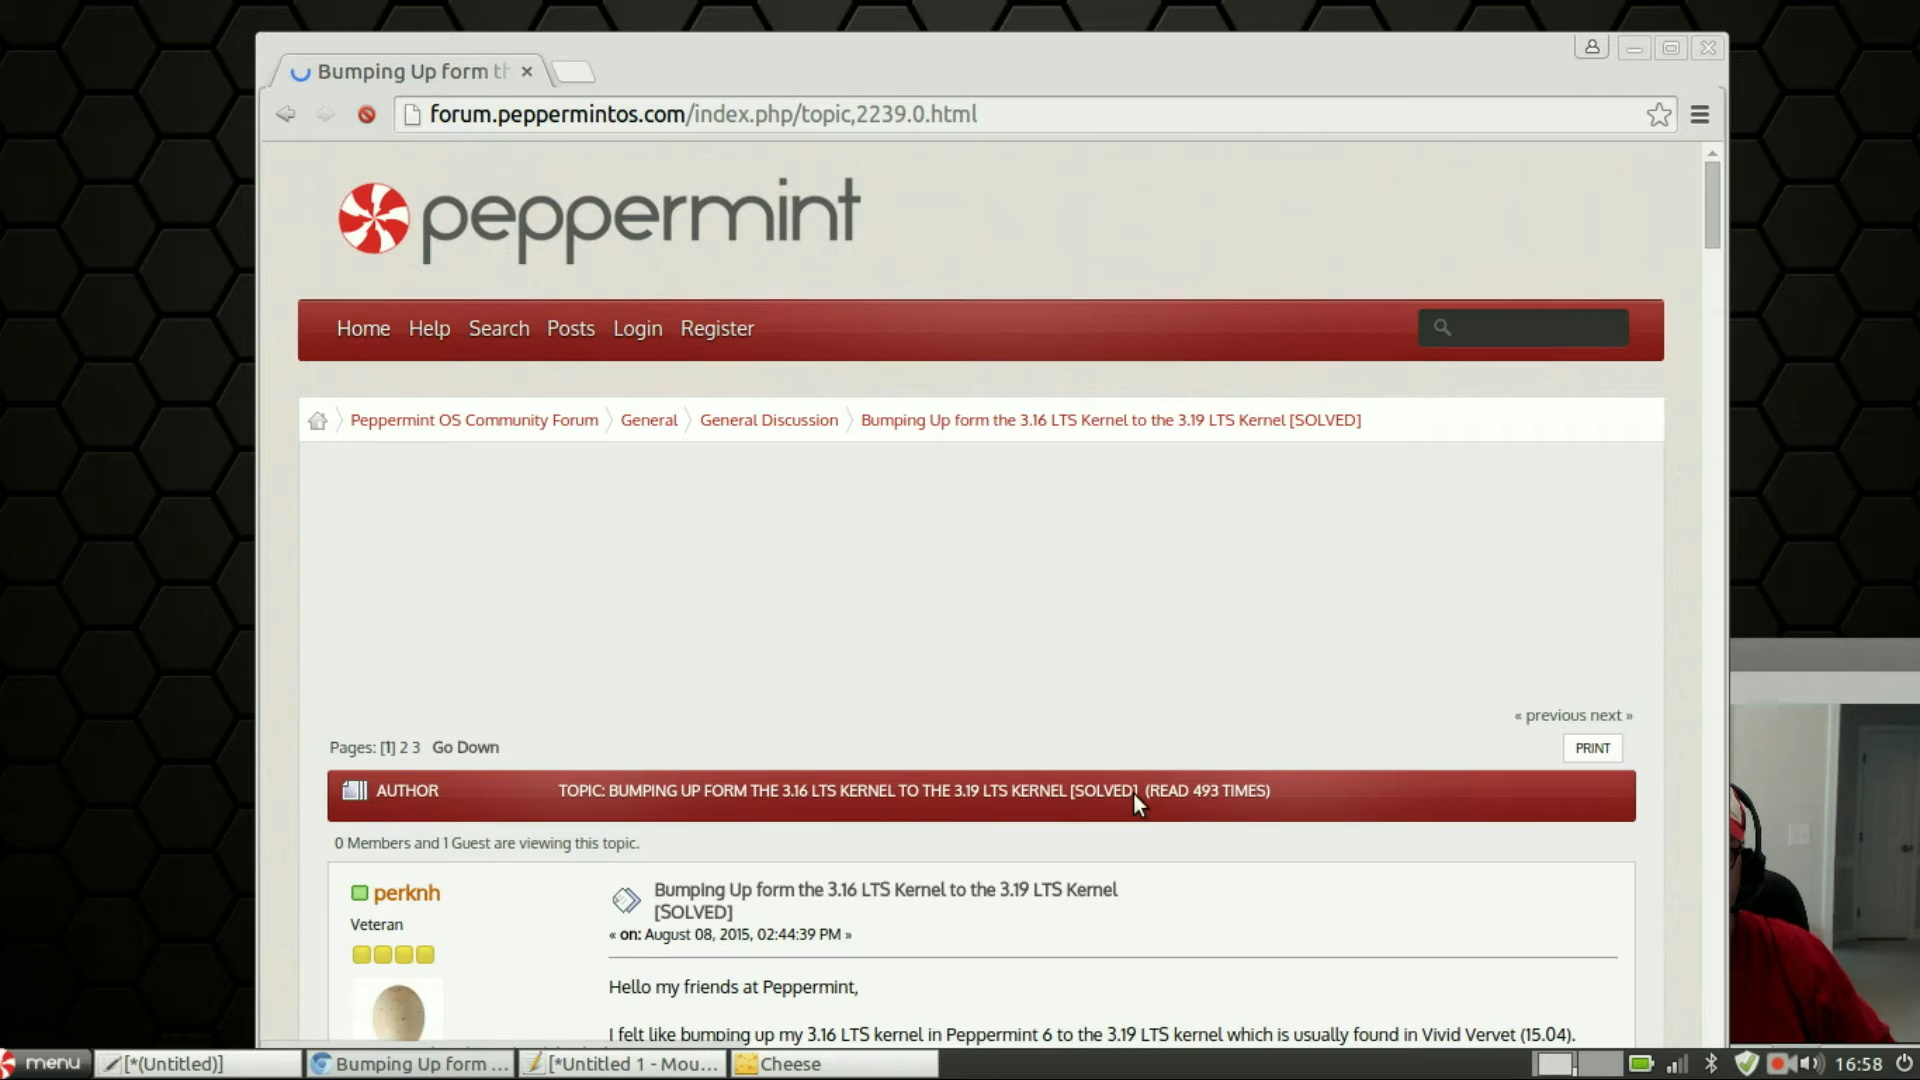 Bumping Up form th
forum.peppermintos.com/index.php/topic,2239.0.html
peppermint
Home Help Search Posts Login Register
Peppermint OS Community Forum General General Discussion Bumping Up form the 3.16 LTS Kernel to the 3.19 LTS Kernel [SOLVED]
« previous next »
Pages: [1] 2 3 Go Down
PRINT
AUTHOR TOPIC: BUMPING UP FORM THE 3.16 LTS KERNEL TO THE 3.19 LTS KERNEL [SOLVED] (READ 493 TIMES)
0 Members and 1 Guest are viewing this topic.
perknh
Veteran
Bumping Up form the 3.16 LTS Kernel to the 3.19 LTS Kernel
[SOLVED]
« on: August 08, 2015, 02:44:39 PM »
Hello my friends at Peppermint,
I felt like bumping up my 3.16 LTS kernel in Peppermint 6 to the 3.19 LTS kernel which is usually found in Vivid Vervet (15.04).
menu [*(Untitled)] Bumping Up form ... [*Untitled 1 - Mou... Cheese 16:58